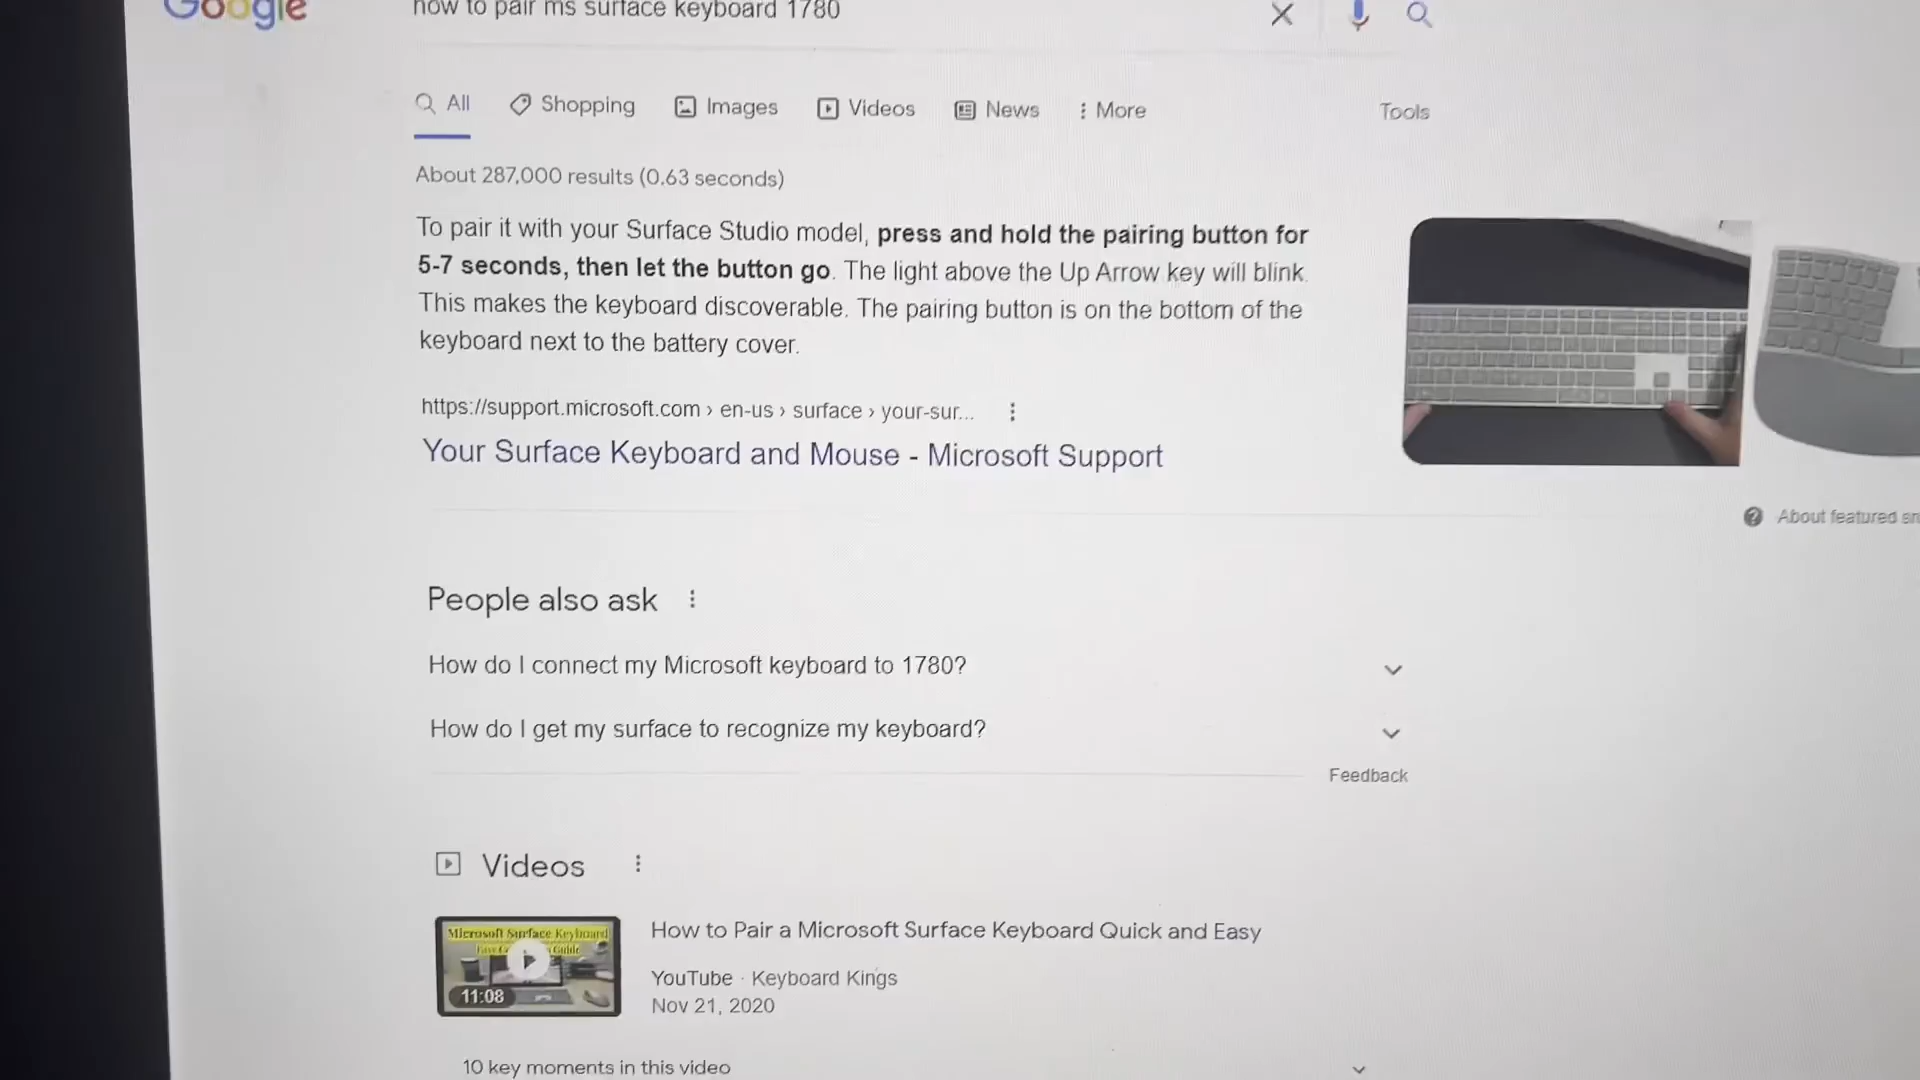 Google
how to pair ms surface keyboard 1780
All Shopping Images Videos News More Tools
About 287,000 results (0.63 seconds)
To pair it with your Surface Studio model, press and hold the pairing button for
5-7 seconds, then let the button go. The light above the Up Arrow key will blink.
This makes the keyboard discoverable. The pairing button is on the bottom of the
keyboard next to the battery cover.
https://support.microsoft.com › en-us › surface › your-sur...
Your Surface Keyboard and Mouse - Microsoft Support
About featured
People also ask
How do I connect my Microsoft keyboard to 1780?
How do I get my surface to recognize my keyboard?
Feedback
Videos
Microsoft Surface Keyboard
Guide
11:08
How to Pair a Microsoft Surface Keyboard Quick and Easy
YouTube · Keyboard Kings
Nov 21, 2020
10 key moments in this video